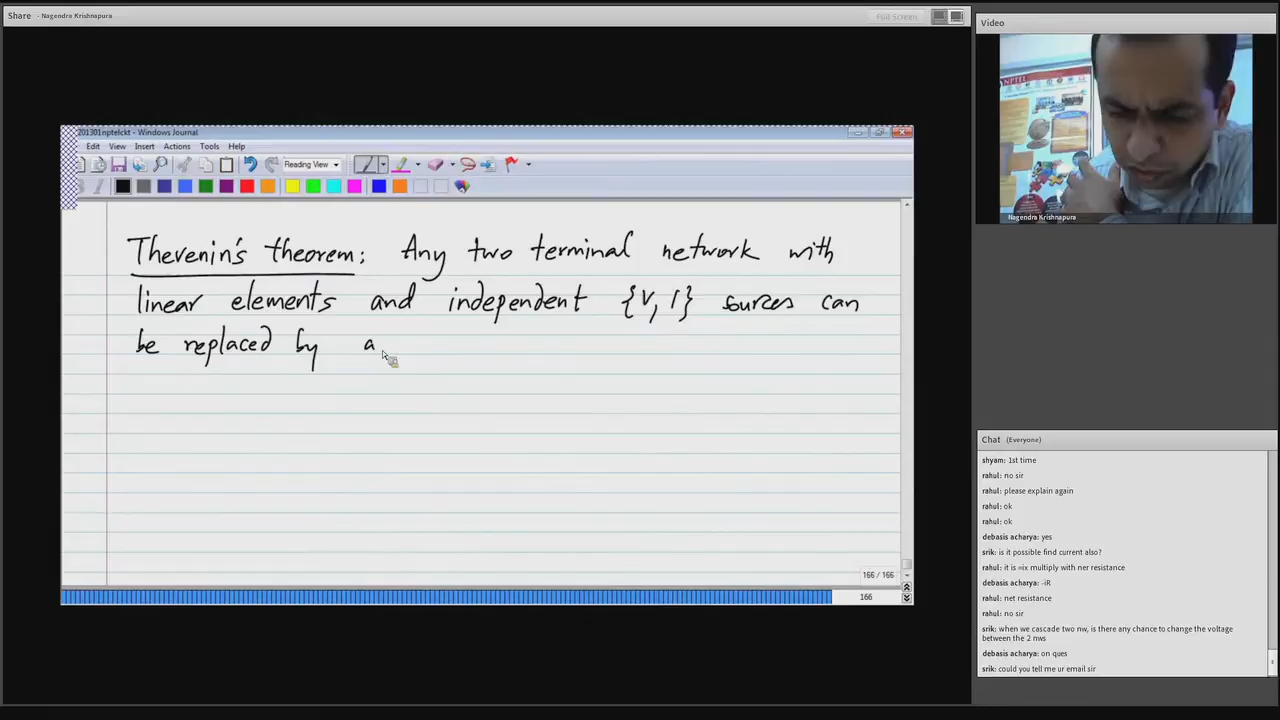 Share - Nagendra Krishnapura
Full Screen
Video
201301nptelckt - Windows Journal
Edit View Insert Actions Tools Help
Reading View
Thevenin's theorem: Any two terminal network with
linear elements and independent {V, I} sources can
be replaced by a
166 / 166
166
NPTEL
Nagendra Krishnapura
Chat (Everyone)
shyam: 1st time
rahul: no sir
rahul: please explain again
rahul: ok
rahul: ok
debasis acharya: yes
srik: is it possible find current also?
rahul: it is =ix multiply with ner resistance
debasis acharya: -iR
rahul: net resistance
rahul: no sir
srik: when we cascade two nw, is there any chance to change the voltage
between the 2 nws
debasis acharya: on ques
srik: could you tell me ur email sir